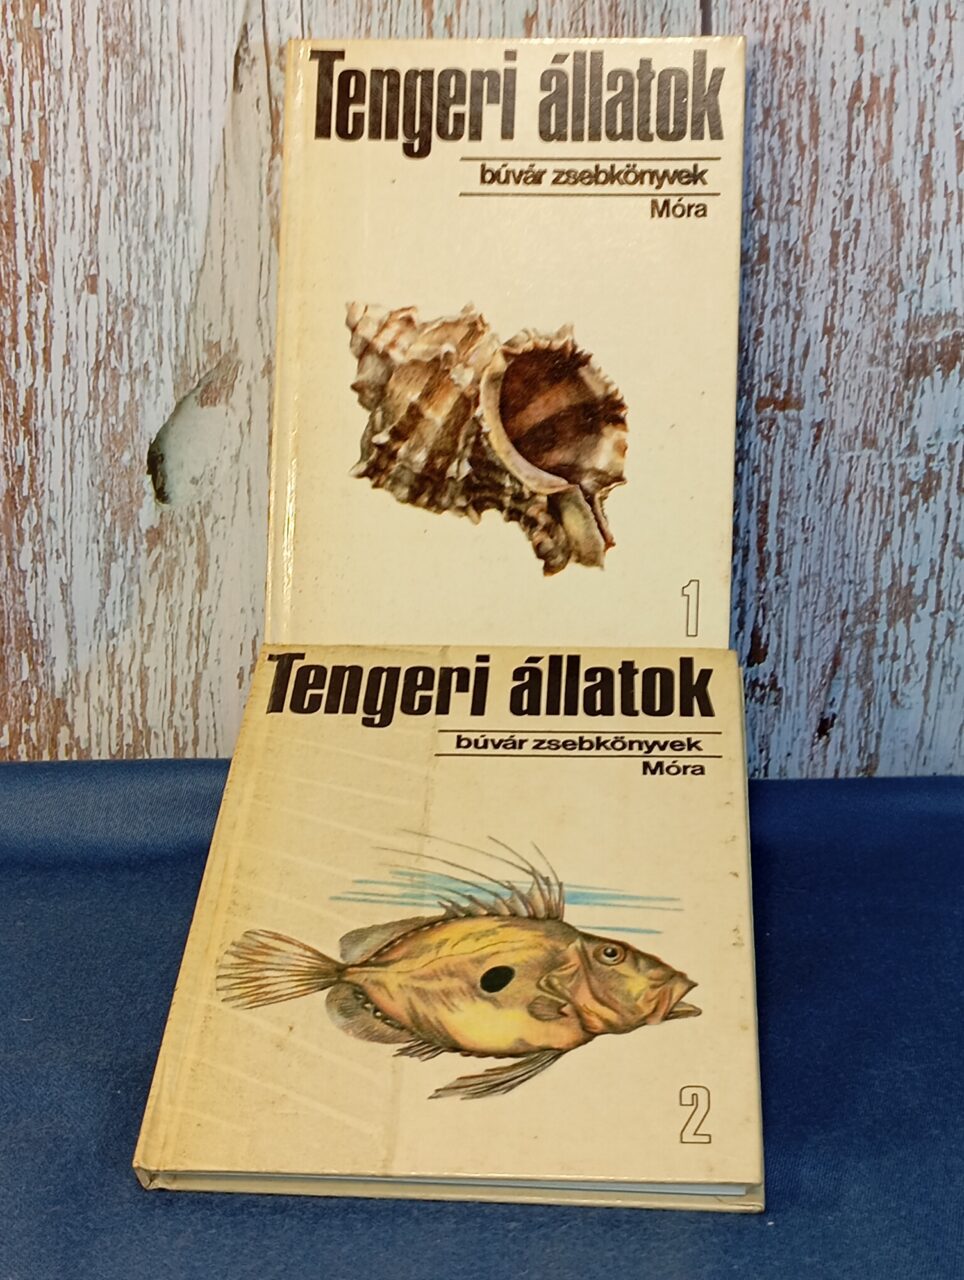 Tengeri állatok
búvár zsebkönyvek
Móra
1
Tengeri állatok
búvár zsebkönyvek
Móra
2